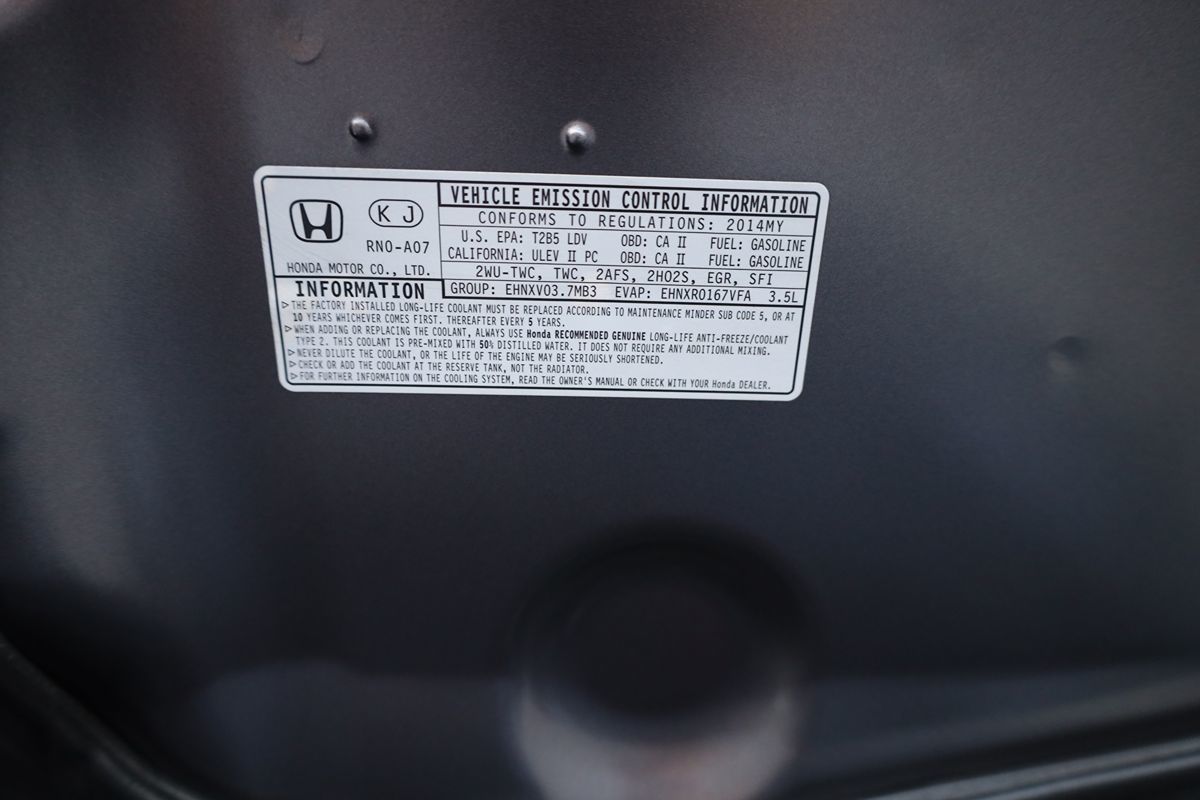 K J
RN0-A07
HONDA MOTOR CO., LTD.
VEHICLE EMISSION CONTROL INFORMATION
CONFORMS TO REGULATIONS: 2014MY
U.S. EPA: T2B5 LDV OBD: CA II FUEL: GASOLINE
CALIFORNIA: ULEV II PC OBD: CA II FUEL: GASOLINE
2WU-TWC, TWC, 2AFS, 2HO2S, EGR, SFI
GROUP: EHNXV03.7MB3 EVAP: EHNXR0167VFA 3.5L
INFORMATION
▷THE FACTORY INSTALLED LONG-LIFE COOLANT MUST BE REPLACED ACCORDING TO MAINTENANCE MINDER SUB CODE 5, OR AT
10 YEARS WHICHEVER COMES FIRST. THEREAFTER EVERY 5 YEARS.
▷WHEN ADDING OR REPLACING THE COOLANT, ALWAYS USE Honda RECOMMENDED GENUINE LONG-LIFE ANTI-FREEZE/COOLANT
TYPE 2. THIS COOLANT IS PRE-MIXED WITH 50% DISTILLED WATER. IT DOES NOT REQUIRE ANY ADDITIONAL MIXING.
▷NEVER DILUTE THE COOLANT, OR THE LIFE OF THE ENGINE MAY BE SERIOUSLY SHORTENED.
▷CHECK OR ADD THE COOLANT AT THE RESERVE TANK, NOT THE RADIATOR.
▷FOR FURTHER INFORMATION ON THE COOLING SYSTEM, READ THE OWNER'S MANUAL OR CHECK WITH YOUR Honda DEALER.